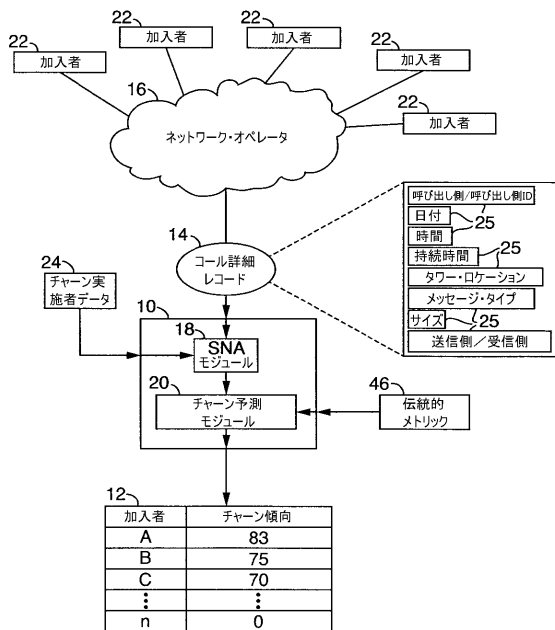 22
加入者
22
加入者
22
加入者
22
加入者
22
加入者
16
ネットワーク・オペレータ
14
コール詳細
レコード
呼び出し側/呼び出し側ID
日付
25
時間
持続時間
25
タワー・ロケーション
メッセージ・タイプ
サイズ
25
送信側/受信側
24
チャーン実
施者データ
10
18
SNA
モジュール
20
チャーン予測
モジュール
46
伝統的
メトリック
12
加入者 チャーン傾向
A 83
B 75
C 70
⋮ ⋮
n 0